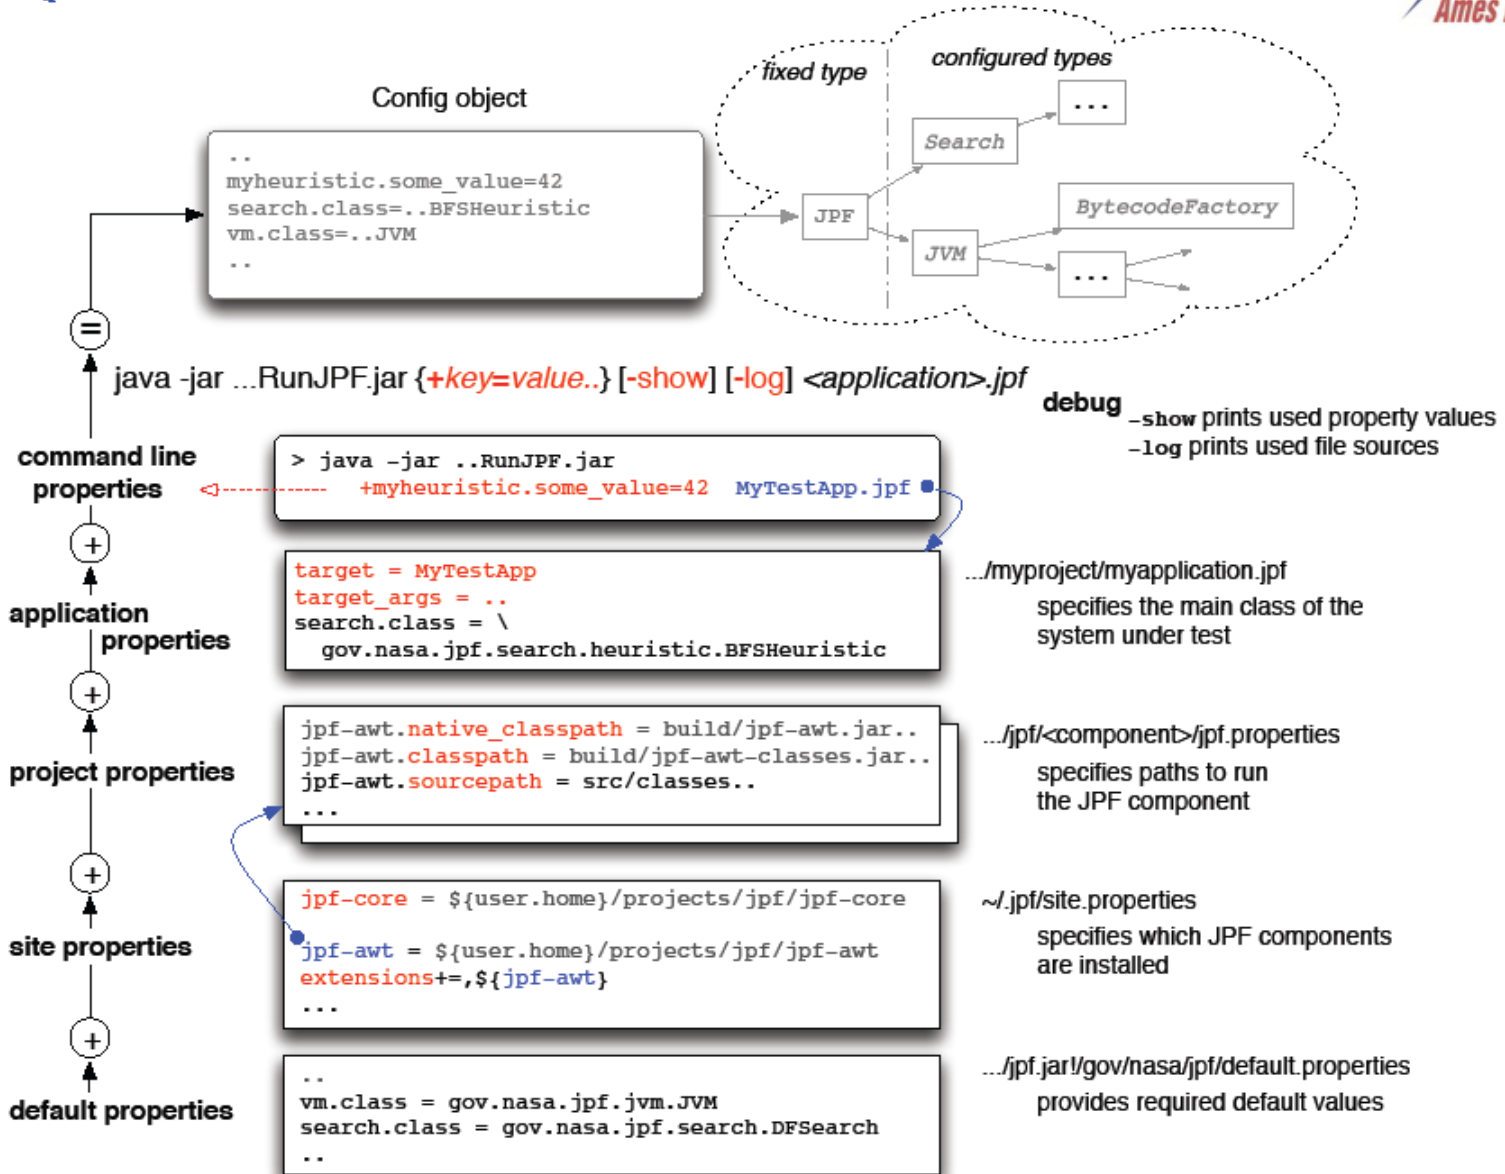 Ames
Config object
fixed type
configured types
..
myheuristic.some_value=42
search.class=..BFSHeuristic
vm.class=..JVM
..
JPF
Search
...
JVM
BytecodeFactory
...
=
java -jar ...RunJPF.jar {+key=value..} [-show] [-log] <application>.jpf
debug
-show prints used property values
-log prints used file sources
command line
properties
> java -jar ..RunJPF.jar
+myheuristic.some_value=42 MyTestApp.jpf
+
application
properties
target = MyTestApp
target_args = ..
search.class = \
gov.nasa.jpf.search.heuristic.BFSHeuristic
.../myproject/myapplication.jpf
specifies the main class of the
system under test
+
project properties
jpf-awt.native_classpath = build/jpf-awt.jar..
jpf-awt.classpath = build/jpf-awt-classes.jar..
jpf-awt.sourcepath = src/classes..
...
.../jpf/<component>/jpf.properties
specifies paths to run
the JPF component
+
site properties
jpf-core = ${user.home}/projects/jpf/jpf-core
jpf-awt = ${user.home}/projects/jpf/jpf-awt
extensions+=,${jpf-awt}
...
~/.jpf/site.properties
specifies which JPF components
are installed
+
default properties
..
vm.class = gov.nasa.jpf.jvm.JVM
search.class = gov.nasa.jpf.search.DFSearch
..
.../jpf.jar!/gov/nasa/jpf/default.properties
provides required default values